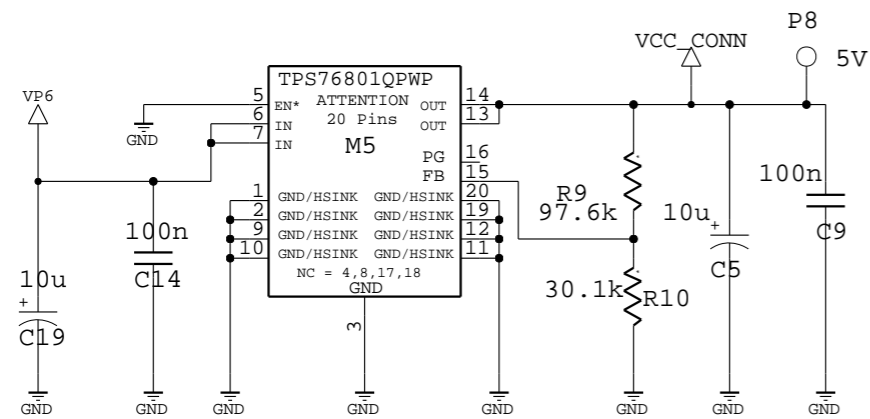 P8
VCC_CONN
5V
VP6
TPS76801QPWP
ATTENTION
20 Pins
M5
5 EN* OUT 14
6 IN OUT 13
7 IN
PG 16
FB 15
1 GND/HSINK GND/HSINK 20
2 GND/HSINK GND/HSINK 19
9 GND/HSINK GND/HSINK 12
10 GND/HSINK GND/HSINK 11
NC = 4,8,17,18
GND
3
GND
100n
C14
10u
+
C19
R9
97.6k
30.1k
R10
10u
+
C5
100n
C9
GND GND GND GND GND GND GND GND